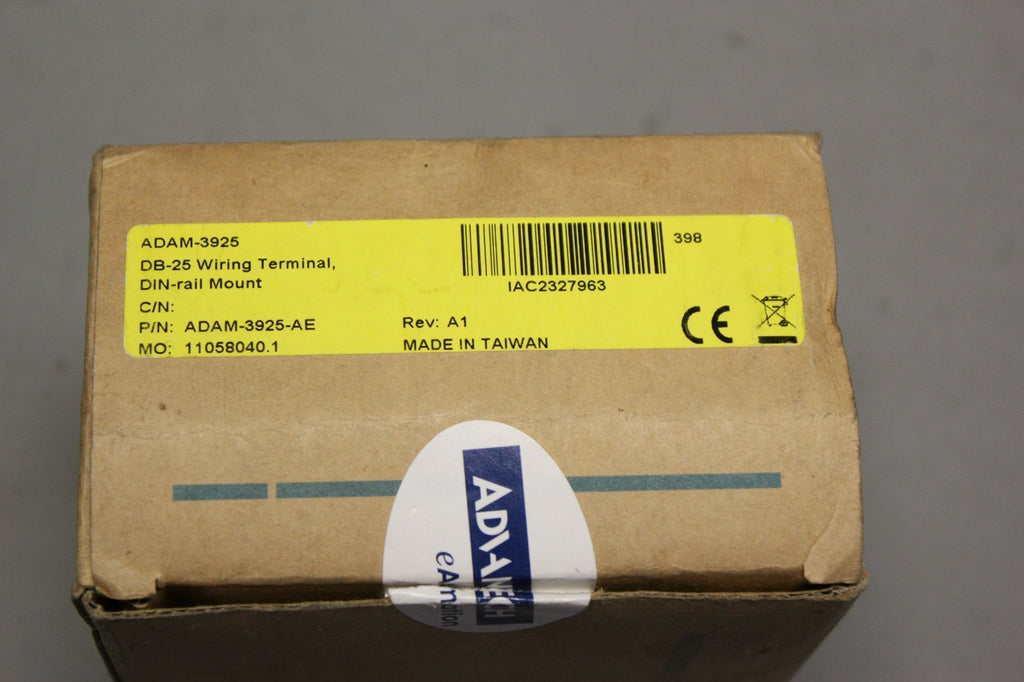 ADAM-3925
DB-25 Wiring Terminal,
DIN-rail Mount
C/N:
P/N: ADAM-3925-AE
MO: 11058040.1
398
IAC2327963
Rev: A1
MADE IN TAIWAN
CE
ADVANTECH
eAutomation